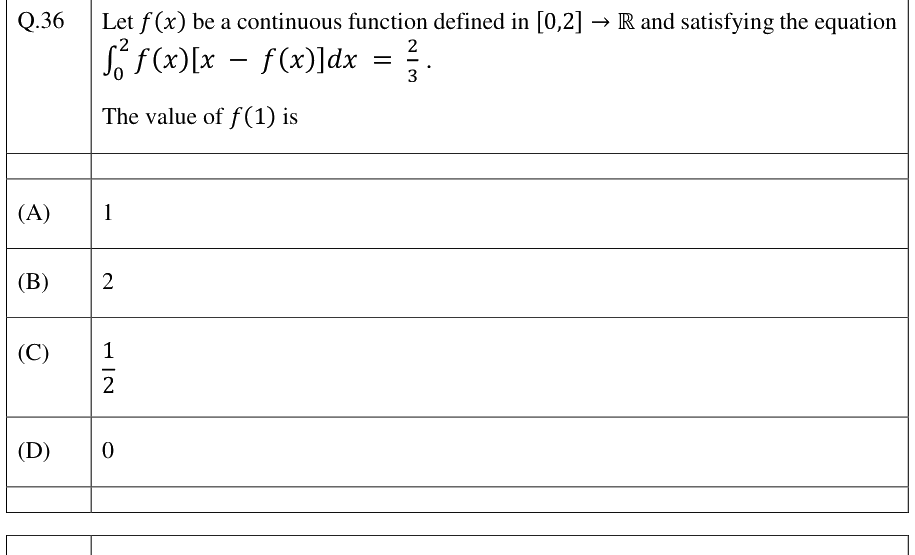 Q.36 Let f(x) be a continuous function defined in [0,2] → ℝ and satisfying the equation
∫₀² f(x)[x − f(x)]dx = 2/3 .
The value of f(1) is
(A) 1
(B) 2
(C) 1/2
(D) 0